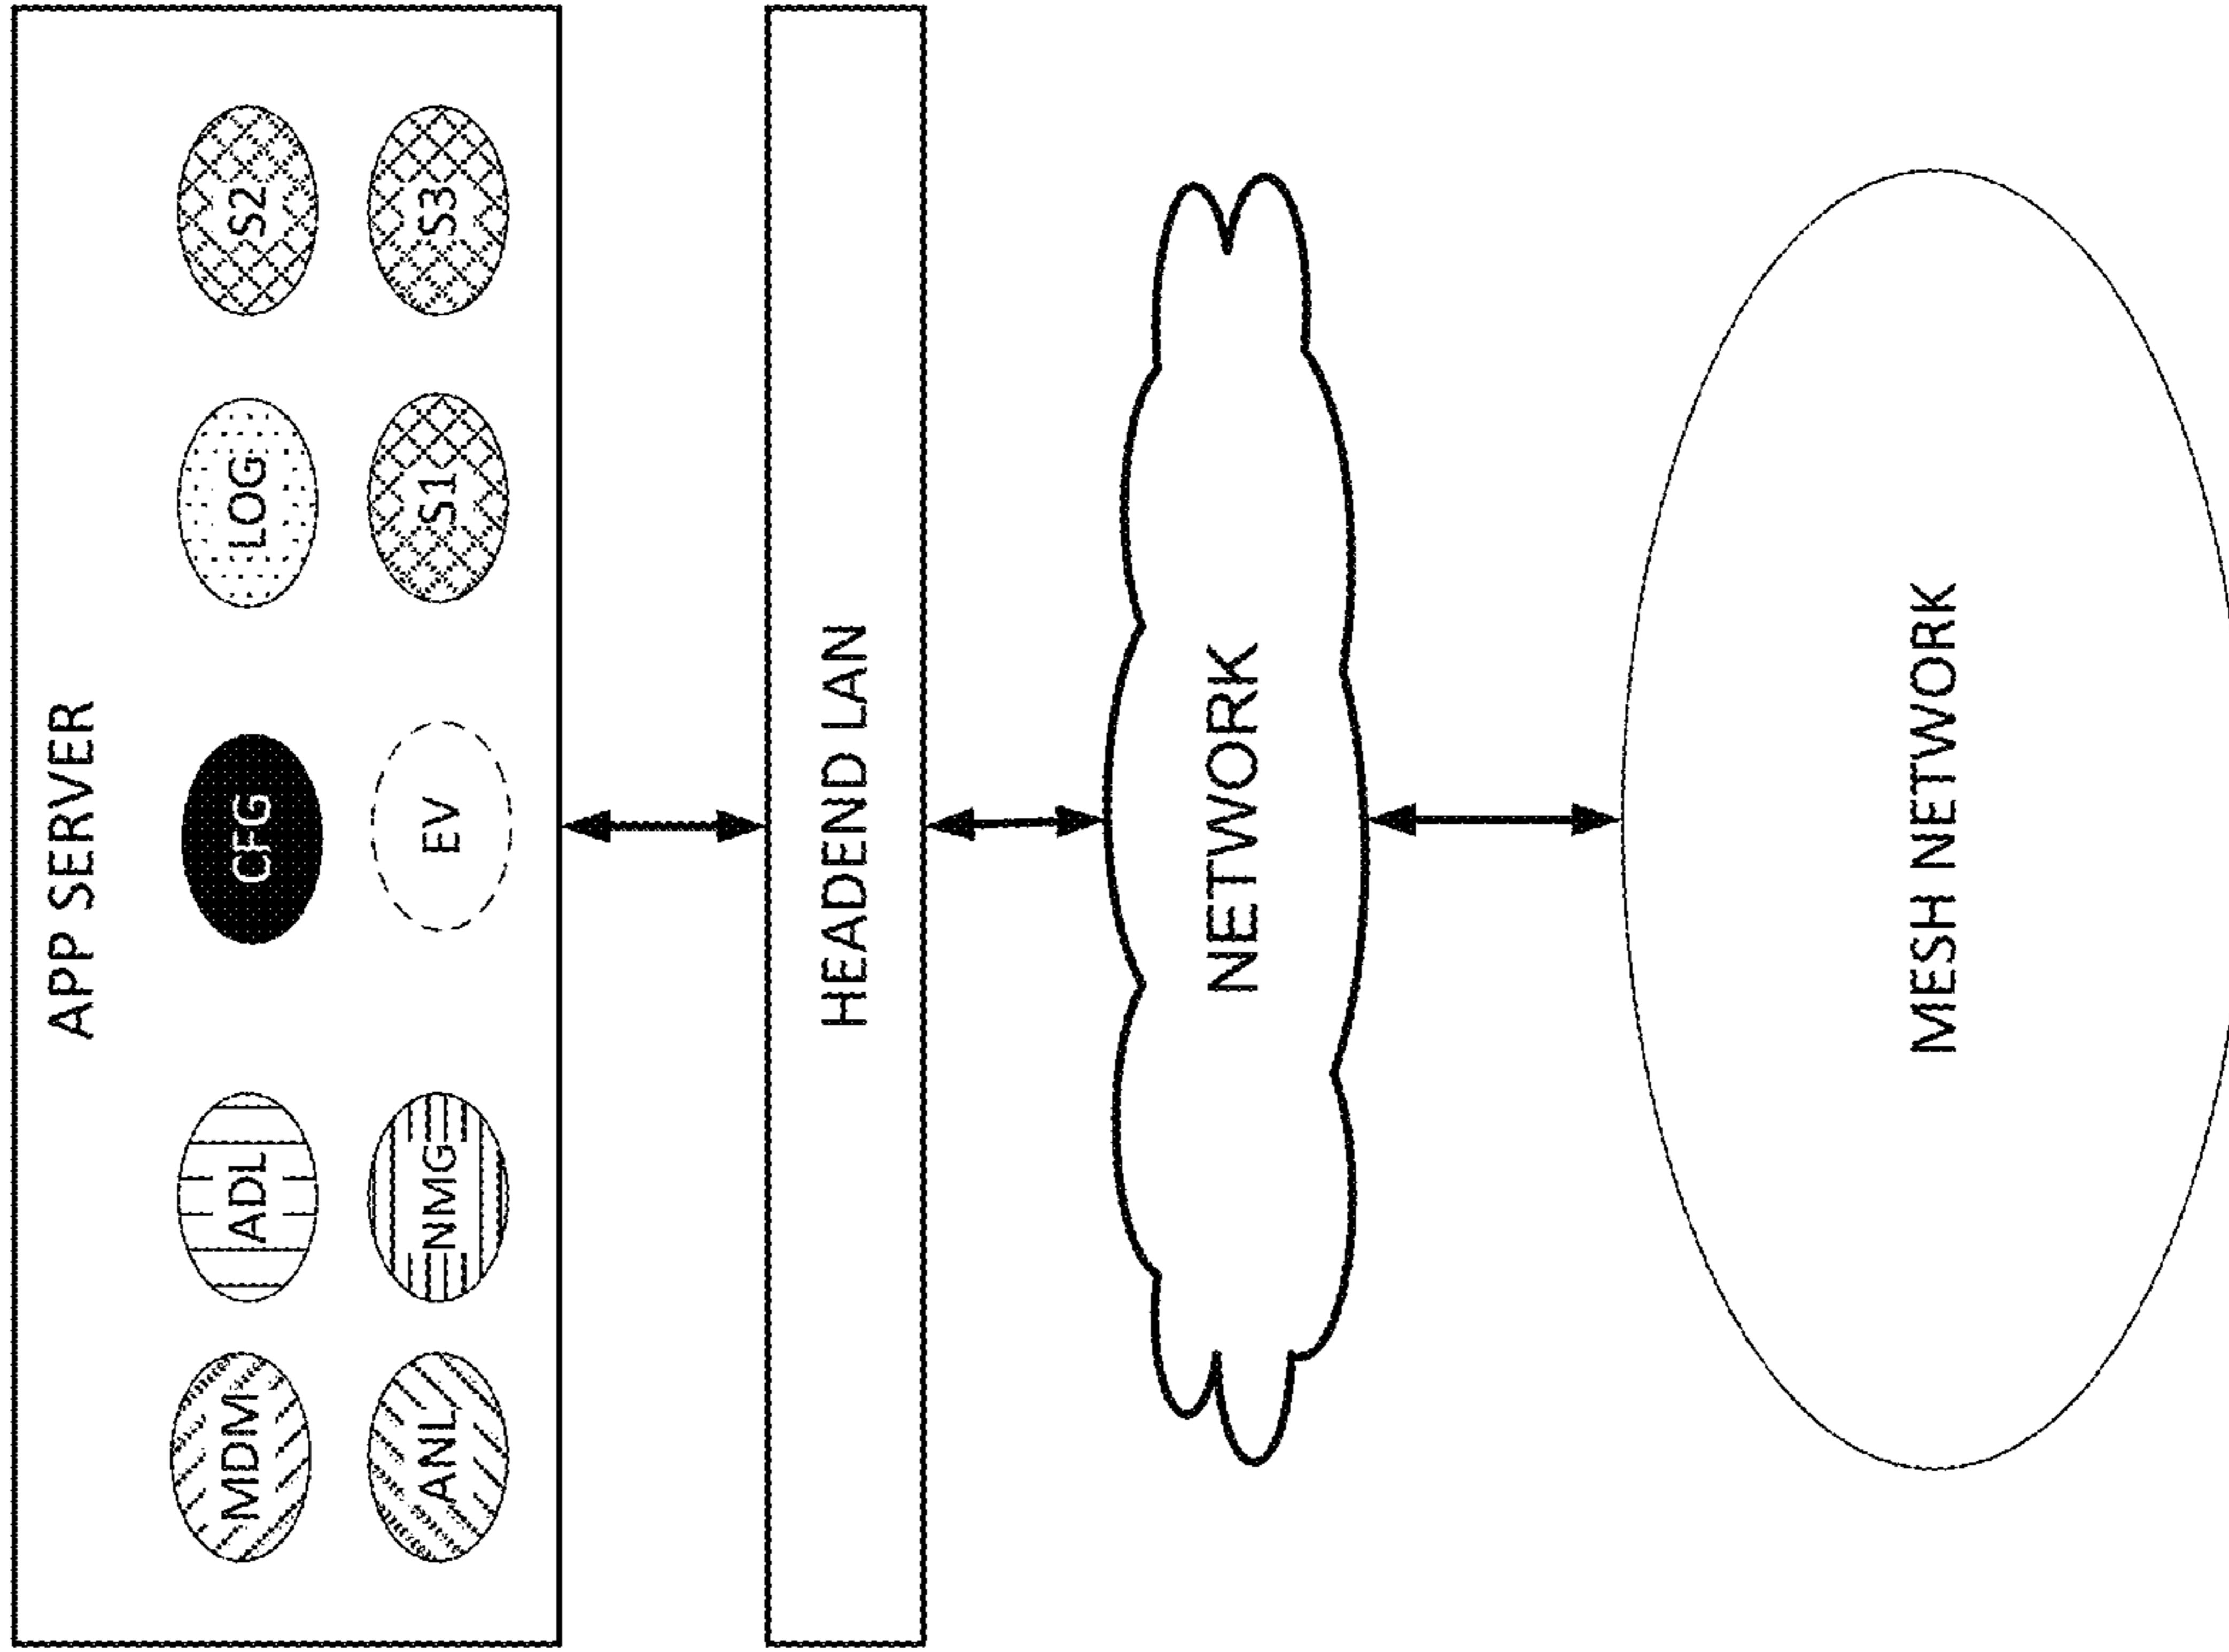 APP SERVER
MDM
ADL
CFG
LOG
S2
ANL
NMG
EV
S1
S3
HEADEND LAN
NETWORK
MESH NETWORK